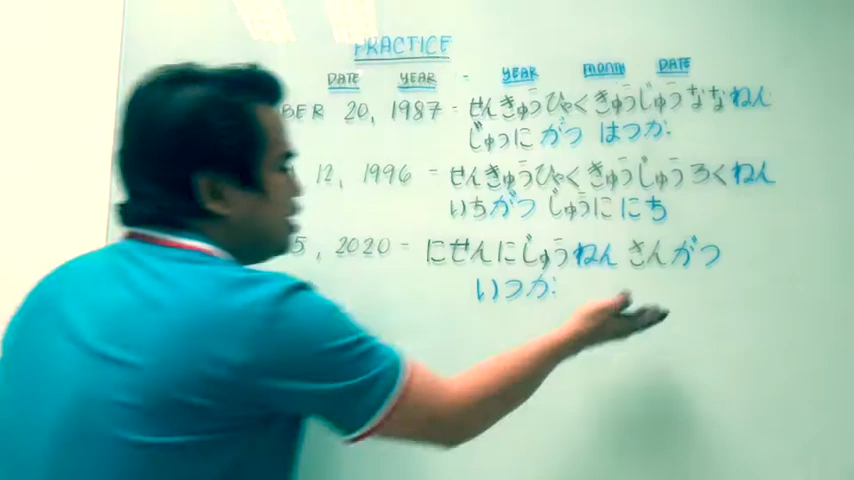 PRACTICE
DATE YEAR - YEAR MONTH DATE
BER 20, 1987 - せんきゅうひゃくきゅうじゅうななねん
じゅうにがつ はつか.
12, 1996 - せんきゅうひゃくきゅうじゅうろくねん
いちがつ じゅうににち
5, 2020 - にせんにじゅうねん さんがつ
いつか.